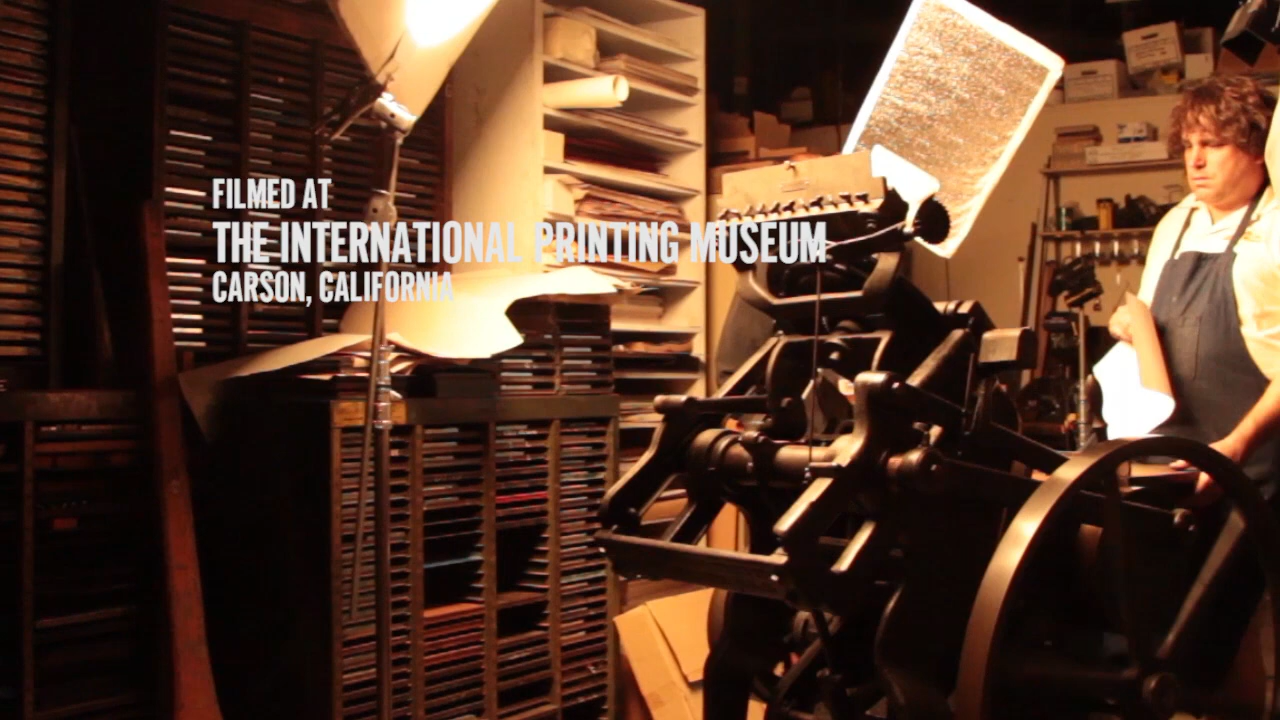 FILMED AT
THE INTERNATIONAL PRINTING MUSEUM
CARSON, CALIFORNIA